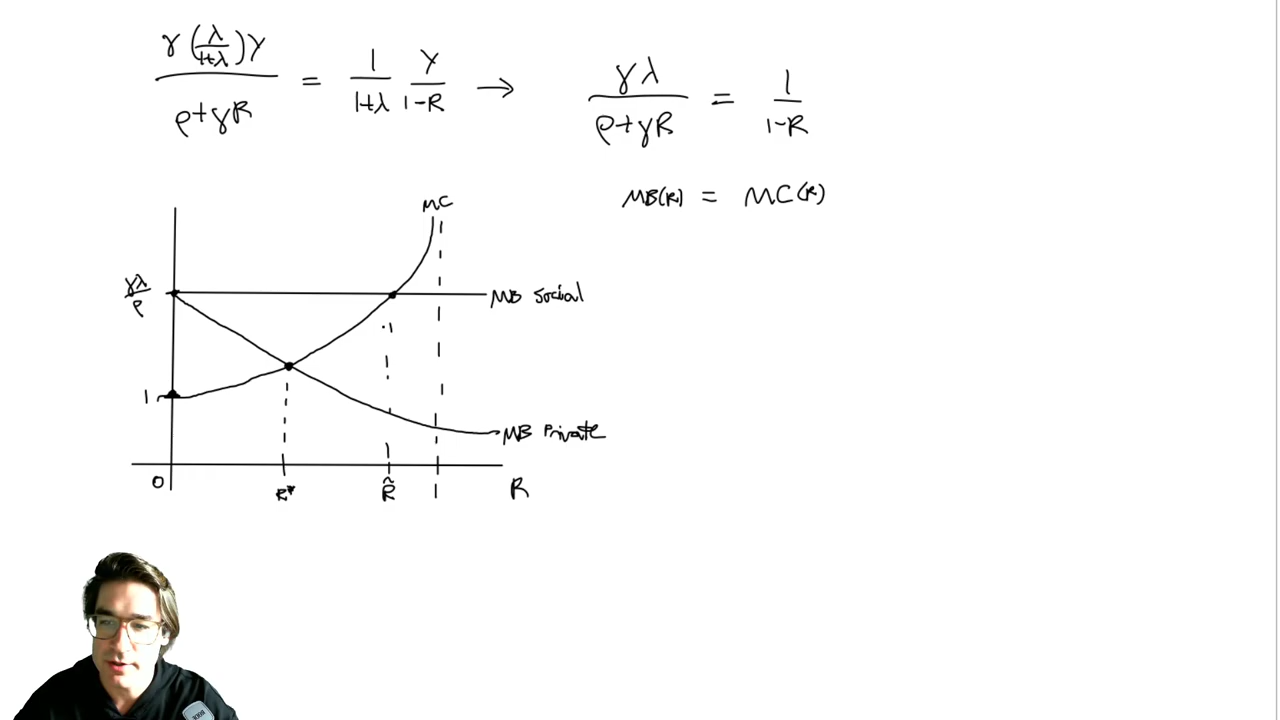 γ(λ/1+λ)Y / ρ+γR = 1/1+λ Y/1-R → γλ / ρ+γR = 1 / 1-R
MB(R) = MC(R)
MC
γλ/ρ
MB Social
1
MB Private
0 R* R̃ 1 R